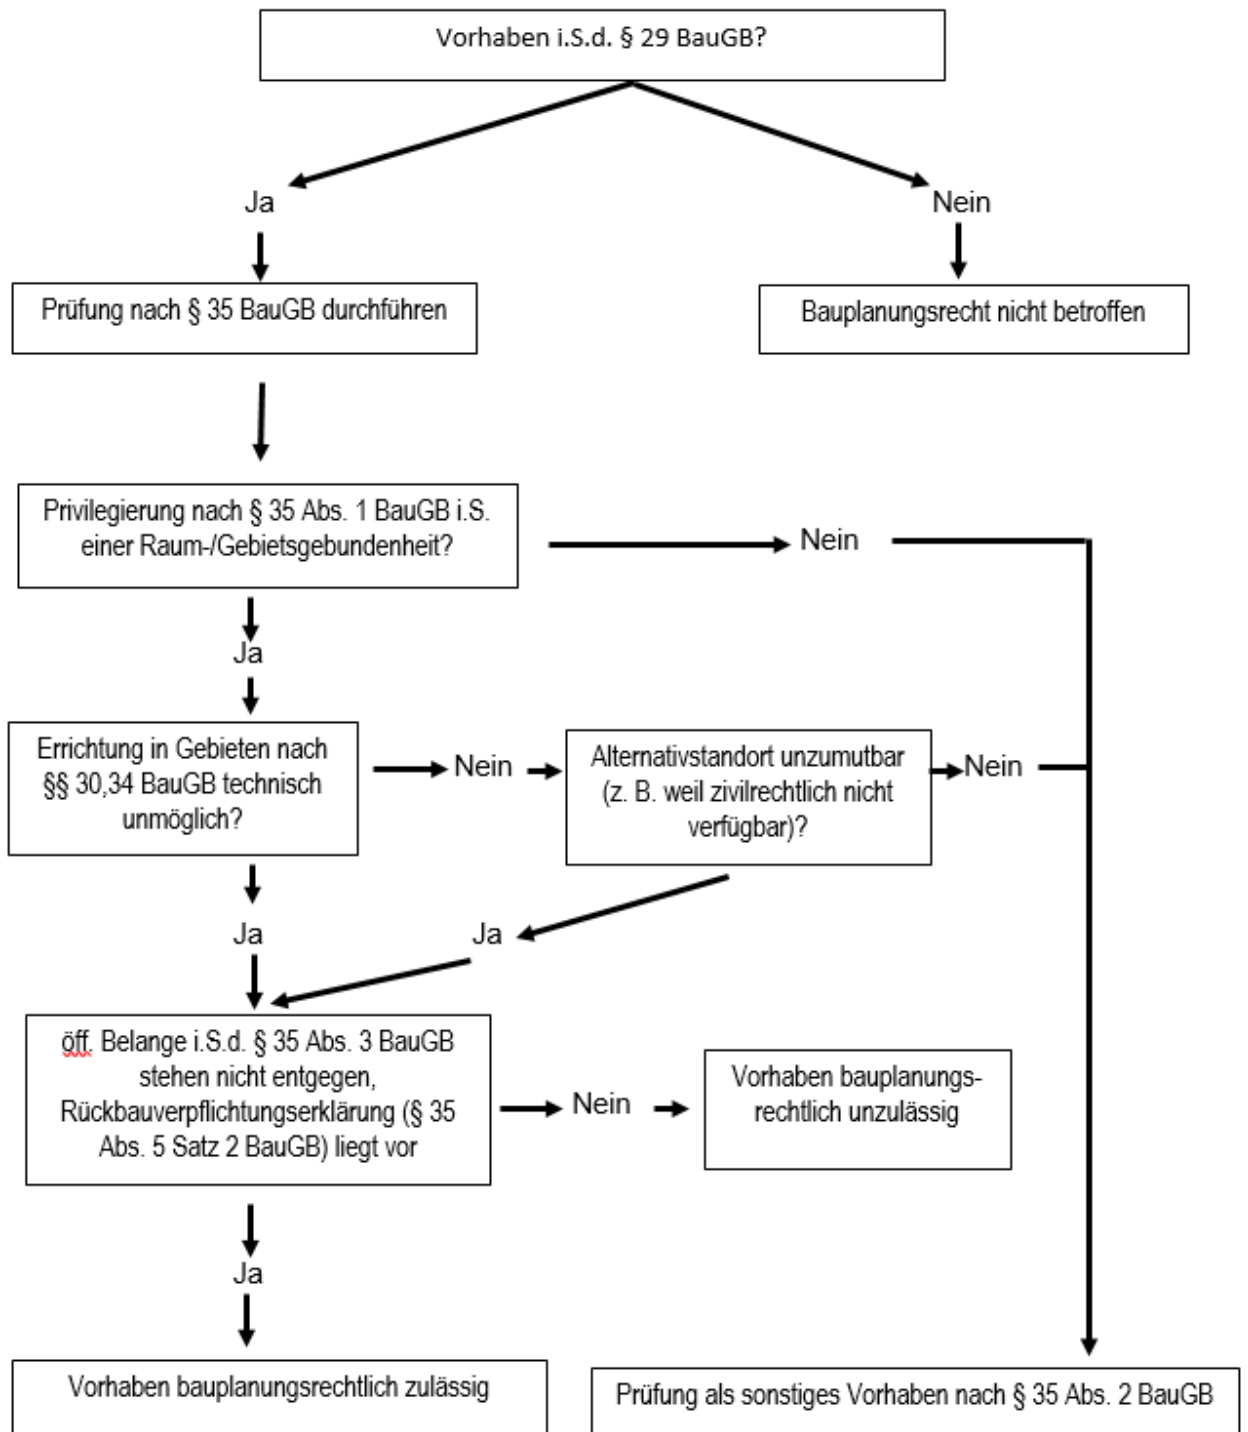 Vorhaben i.S.d. § 29 BauGB?
Ja
Nein
Prüfung nach § 35 BauGB durchführen
Bauplanungsrecht nicht betroffen
Privilegierung nach § 35 Abs. 1 BauGB i.S.
einer Raum-/Gebietsgebundenheit?
Nein
Ja
Errichtung in Gebieten nach
§§ 30,34 BauGB technisch
unmöglich?
Nein
Alternativstandort unzumutbar
(z. B. weil zivilrechtlich nicht
verfügbar)?
Nein
Ja
Ja
öff. Belange i.S.d. § 35 Abs. 3 BauGB
stehen nicht entgegen,
Rückbauverpflichtungserklärung (§ 35
Abs. 5 Satz 2 BauGB) liegt vor
Nein
Vorhaben bauplanungs-
rechtlich unzulässig
Ja
Vorhaben bauplanungsrechtlich zulässig
Prüfung als sonstiges Vorhaben nach § 35 Abs. 2 BauGB